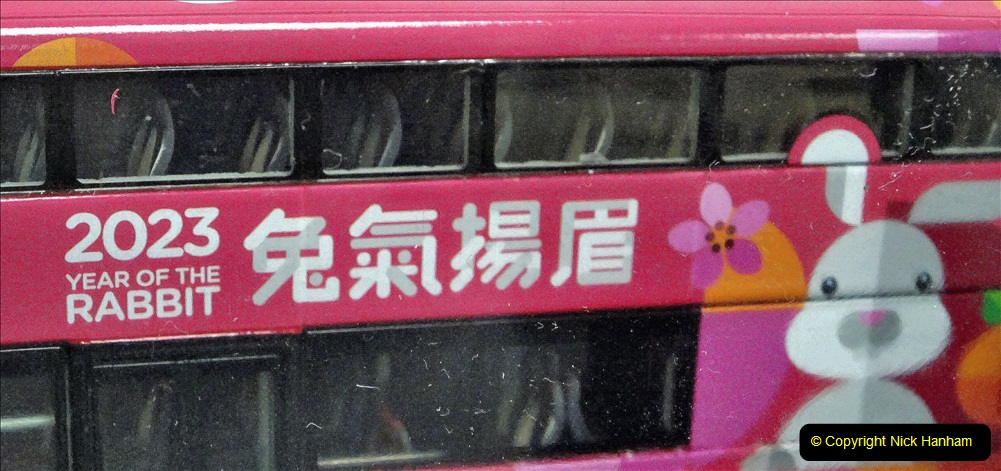 2023
YEAR OF THE
RABBIT
兔氣揚眉
© Copyright Nick Hanham